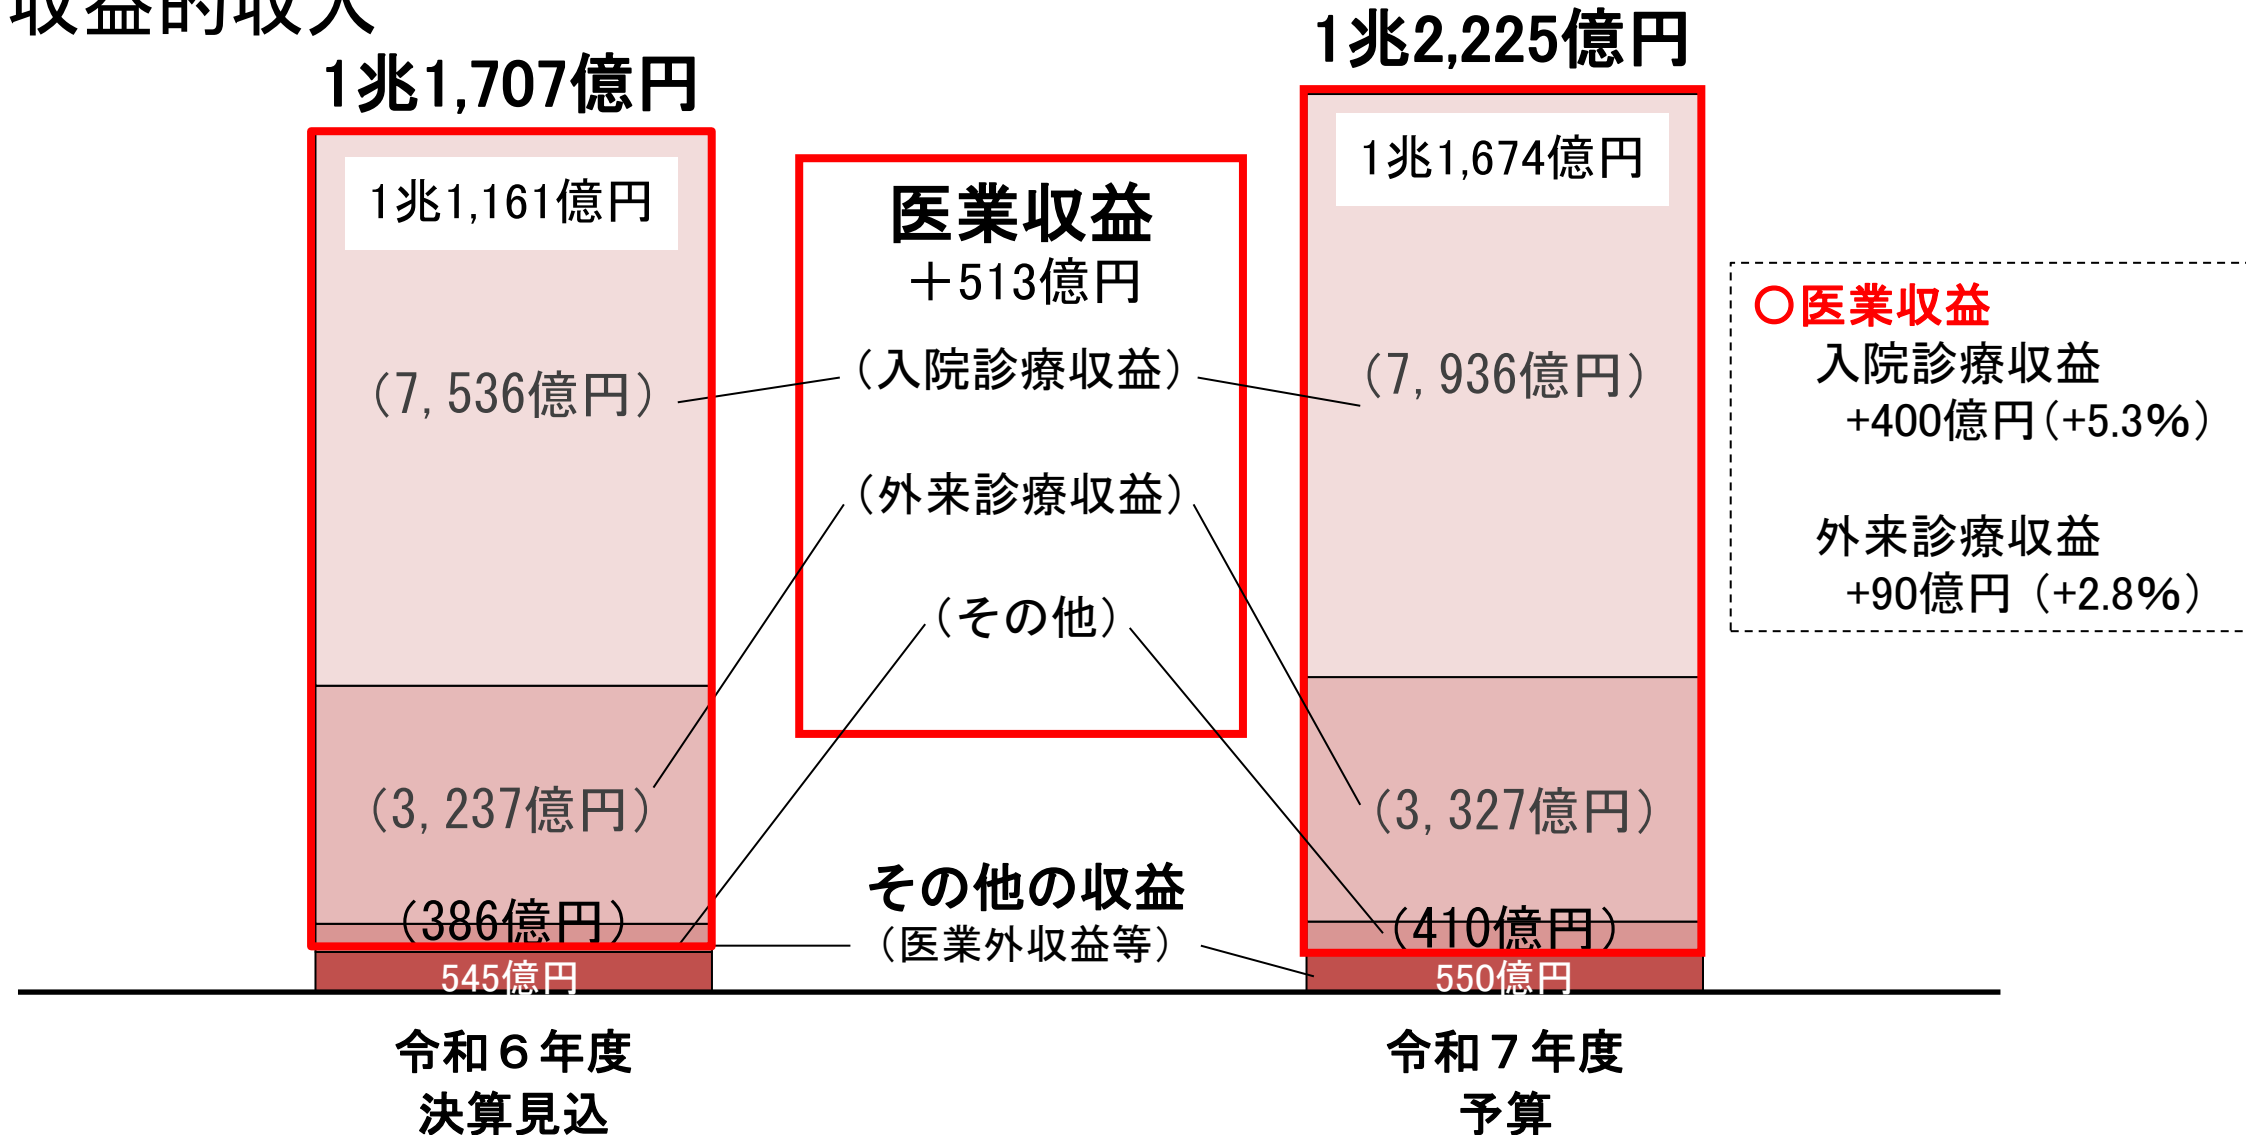 収益的収入
1兆1,707億円
1兆2,225億円
1兆1,161億円
(7,536億円)
(3,237億円)
(386億円)
545億円
医業収益
＋513億円
(入院診療収益)
(外来診療収益)
(その他)
その他の収益
(医業外収益等)
1兆1,674億円
(7,936億円)
(3,327億円)
(410億円)
550億円
○医業収益
入院診療収益
+400億円(+5.3%)
外来診療収益
+90億円 (+2.8%)
令和６年度
決算見込
令和７年度
予算